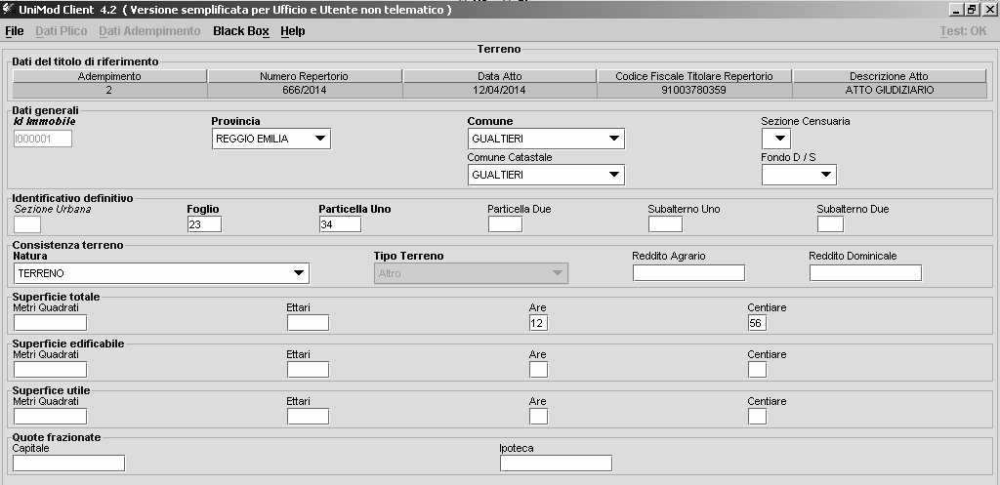 UniMod Client 4.2 ( Versione semplificata per Ufficio e Utente non telematico )
File Dati Plico Dati Adempimento Black Box Help Test: OK
Terreno
Dati del titolo di riferimento
Adempimento Numero Repertorio Data Atto Codice Fiscale Titolare Repertorio Descrizione Atto
2 666/2014 12/04/2014 91003780359 ATTO GIUDIZIARIO
Dati generali
Id Immobile Provincia Comune Sezione Censuaria
I000001 REGGIO EMILIA GUALTIERI
Comune Catastale Fondo D / S
GUALTIERI
Identificativo definitivo
Sezione Urbana Foglio Particella Uno Particella Due Subalterno Uno Subalterno Due
23 34
Consistenza terreno
Natura Tipo Terreno Reddito Agrario Reddito Dominicale
TERRENO Altro
Superficie totale
Metri Quadrati Ettari Are Centiare
12 56
Superficie edificabile
Metri Quadrati Ettari Are Centiare
Superfice utile
Metri Quadrati Ettari Are Centiare
Quote frazionate
Capitale Ipoteca